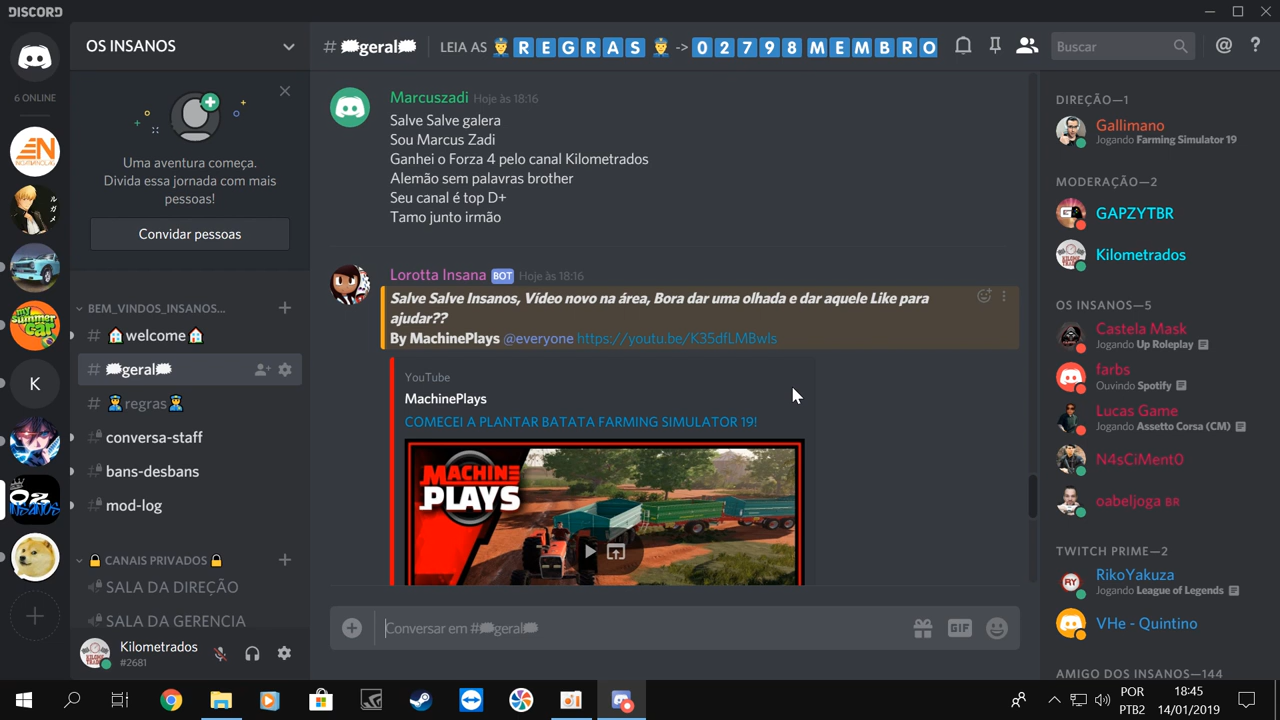 DISCORD
6 ONLINE
K
OS INSANOS
Uma aventura começa.
Divida essa jornada com mais
pessoas!
Convidar pessoas
BEM_VINDOS_INSANOS...
# 🏠welcome🏠
# 🗯geral🗯
# 👮regras👮
conversa-staff
bans-desbans
mod-log
🔒 CANAIS PRIVADOS 🔒
SALA DA DIREÇÃO
SALA DA GERENCIA
Kilometrados
#2681
# 🗯geral🗯
LEIA AS 👮 R E G R A S 👮 -> 0 2 7 9 8 M E M B R O
Buscar
Marcuszadi Hoje às 18:16
Salve Salve galera
Sou Marcus Zadi
Ganhei o Forza 4 pelo canal Kilometrados
Alemão sem palavras brother
Seu canal é top D+
Tamo junto irmão
Lorotta Insana BOT Hoje às 18:16
Salve Salve Insanos, Vídeo novo na área, Bora dar uma olhada e dar aquele Like para
ajudar??
By MachinePlays @everyone https://youtu.be/K35dfLMBwls
YouTube
MachinePlays
COMECEI A PLANTAR BATATA FARMING SIMULATOR 19!
MACHINE
PLAYS
Conversar em #🗯geral🗯
GIF
DIREÇÃO—1
Gallimano
Jogando Farming Simulator 19
MODERAÇÃO—2
GAPZYTBR
Kilometrados
OS INSANOS—5
Castela Mask
Jogando Up Roleplay
farbs
Ouvindo Spotify
Lucas Game
Jogando Assetto Corsa (CM)
N4sCiMent0
oabeljoga BR
TWITCH PRIME—2
RikoYakuza
Jogando League of Legends
VHe - Quintino
AMIGO DOS INSANOS—144
POR
PTB2
18:45
14/01/2019